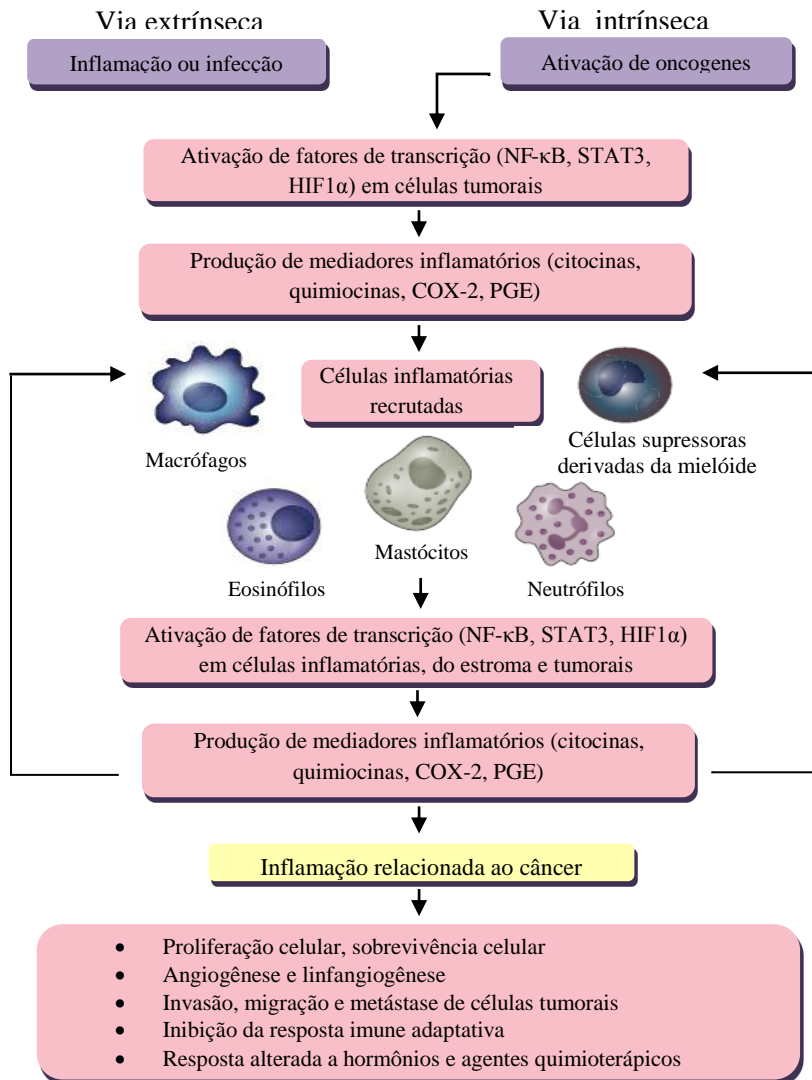 Via extrínseca
Via intrínseca
Inflamação ou infecção
Ativação de oncogenes
Ativação de fatores de transcrição (NF-κB, STAT3,
HIF1α) em células tumorais
Produção de mediadores inflamatórios (citocinas,
quimiocinas, COX-2, PGE)
Células inflamatórias
recrutadas
Macrófagos
Células supressoras
derivadas da mielóide
Mastócitos
Eosinófilos
Neutrófilos
Ativação de fatores de transcrição (NF-κB, STAT3, HIF1α)
em células inflamatórias, do estroma e tumorais
Produção de mediadores inflamatórios (citocinas,
quimiocinas, COX-2, PGE)
Inflamação relacionada ao câncer
• Proliferação celular, sobrevivência celular
• Angiogênese e linfangiogênese
• Invasão, migração e metástase de células tumorais
• Inibição da resposta imune adaptativa
• Resposta alterada a hormônios e agentes quimioterápicos